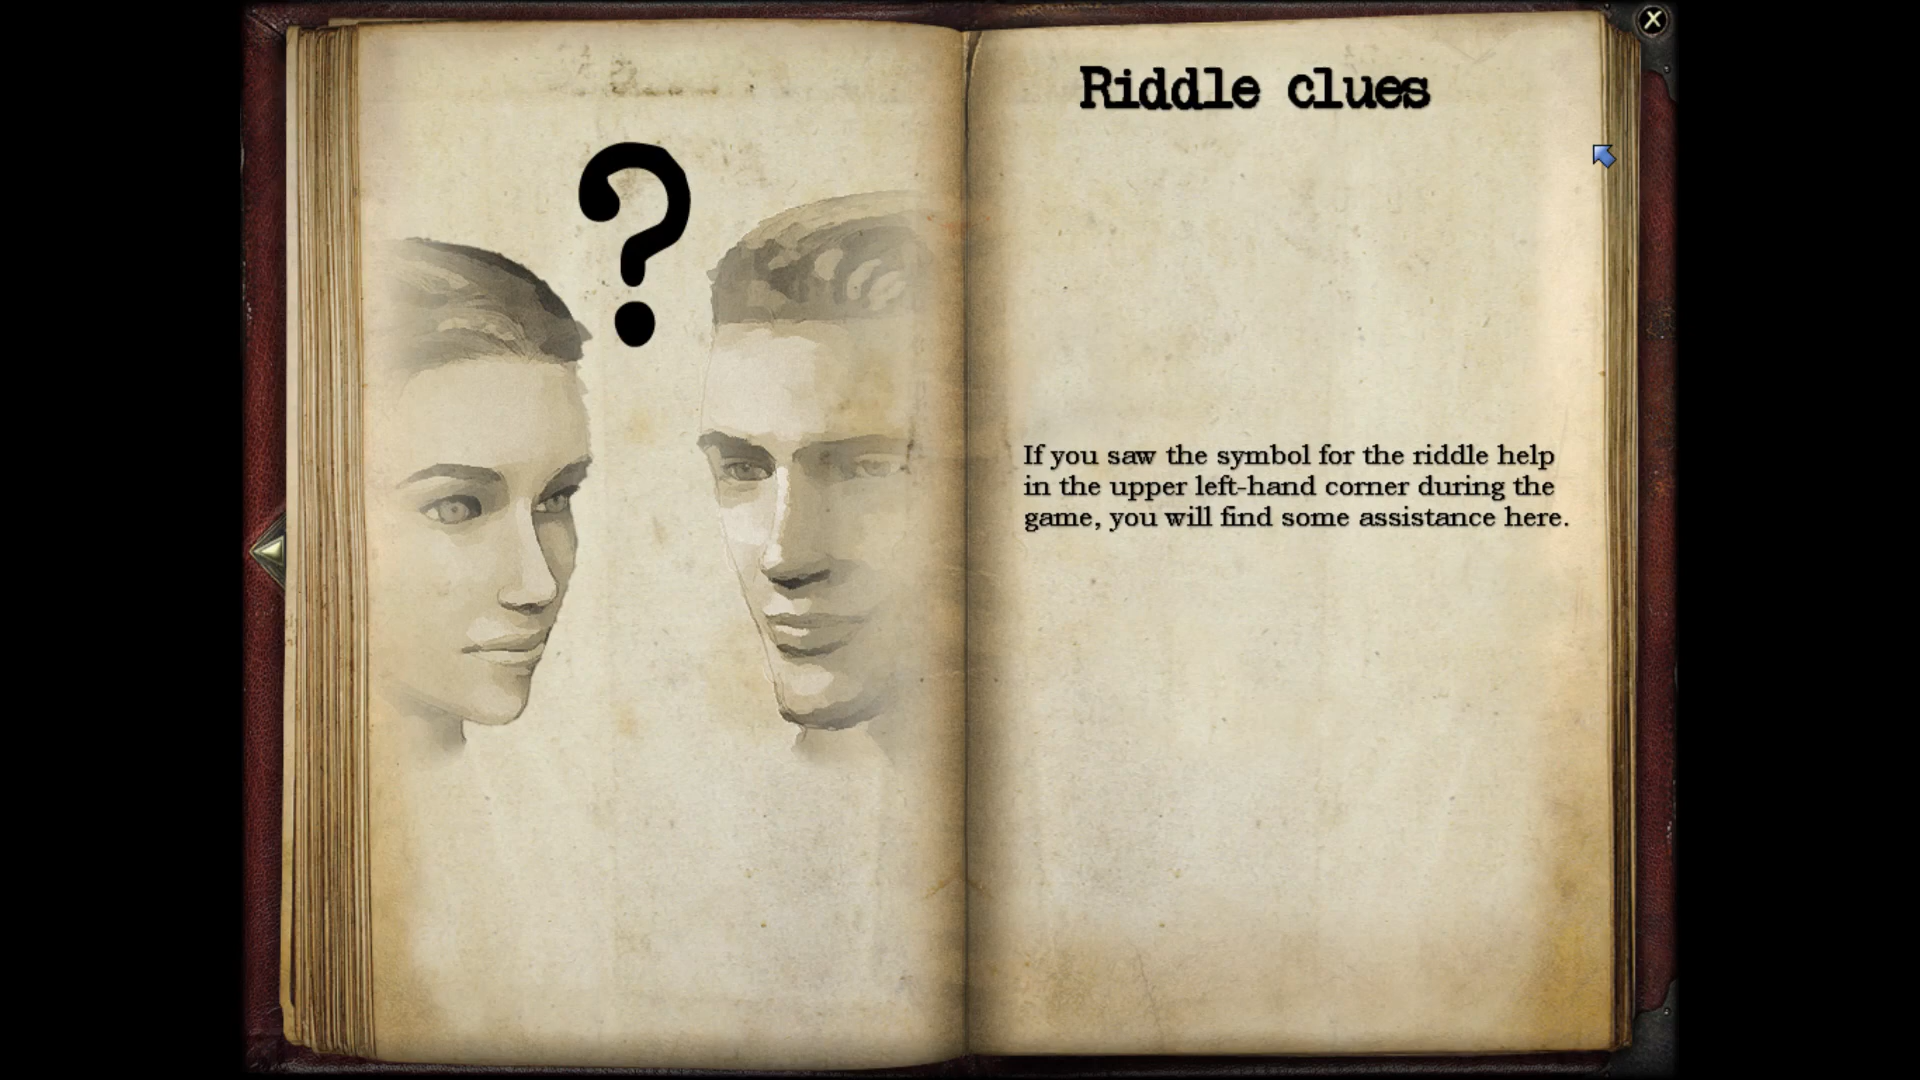 ?
Riddle clues
If you saw the symbol for the riddle help
in the upper left-hand corner during the
game, you will find some assistance here.
X